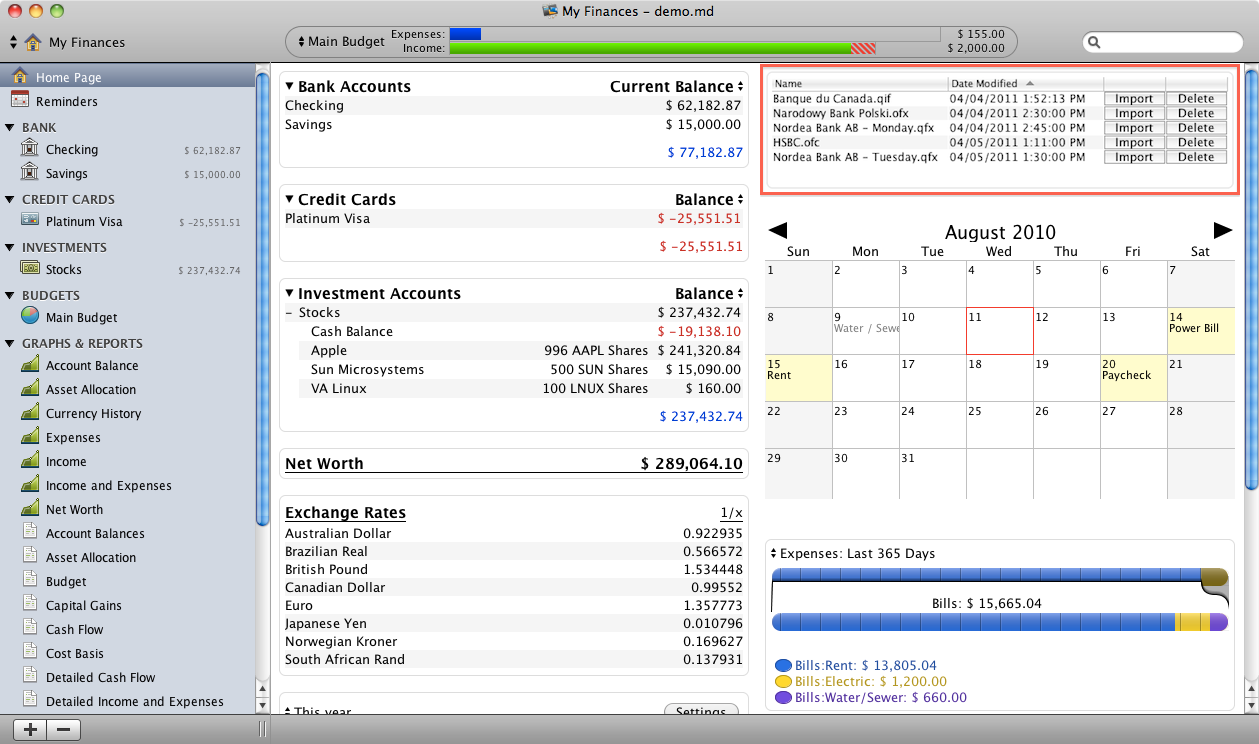 My Finances – demo.md
My Finances
Main Budget
Expenses: $ 155.00
Income: $ 2,000.00
Home Page
Reminders
BANK
Checking $ 62,182.87
Savings $ 15,000.00
CREDIT CARDS
Platinum Visa $ –25,551.51
INVESTMENTS
Stocks $ 237,432.74
BUDGETS
Main Budget
GRAPHS & REPORTS
Account Balance
Asset Allocation
Currency History
Expenses
Income
Income and Expenses
Net Worth
Account Balances
Asset Allocation
Budget
Capital Gains
Cash Flow
Cost Basis
Detailed Cash Flow
Detailed Income and Expenses
Bank Accounts Current Balance
Checking $ 62,182.87
Savings $ 15,000.00
$ 77,182.87
Credit Cards Balance
Platinum Visa $ –25,551.51
$ –25,551.51
Investment Accounts Balance
– Stocks $ 237,432.74
Cash Balance $ –19,138.10
Apple 996 AAPL Shares $ 241,320.84
Sun Microsystems 500 SUN Shares $ 15,090.00
VA Linux 100 LNUX Shares $ 160.00
$ 237,432.74
Net Worth $ 289,064.10
Exchange Rates 1/x
Australian Dollar 0.922935
Brazilian Real 0.566572
British Pound 1.534448
Canadian Dollar 0.99552
Euro 1.357773
Japanese Yen 0.010796
Norwegian Kroner 0.169627
South African Rand 0.137931
This year Settings
Name Date Modified
Banque du Canada.qif 04/04/2011 1:52:13 PM Import Delete
Narodowy Bank Polski.ofx 04/04/2011 2:30:00 PM Import Delete
Nordea Bank AB – Monday.qfx 04/04/2011 2:45:00 PM Import Delete
HSBC.ofc 04/05/2011 1:11:00 PM Import Delete
Nordea Bank AB – Tuesday.qfx 04/05/2011 1:30:00 PM Import Delete
August 2010
Sun Mon Tue Wed Thu Fri Sat
1 2 3 4 5 6 7
8 9 10 11 12 13 14
Water / Sewe Power Bill
15 16 17 18 19 20 21
Rent Paycheck
22 23 24 25 26 27 28
29 30 31
Expenses: Last 365 Days
Bills: $ 15,665.04
Bills:Rent: $ 13,805.04
Bills:Electric: $ 1,200.00
Bills:Water/Sewer: $ 660.00